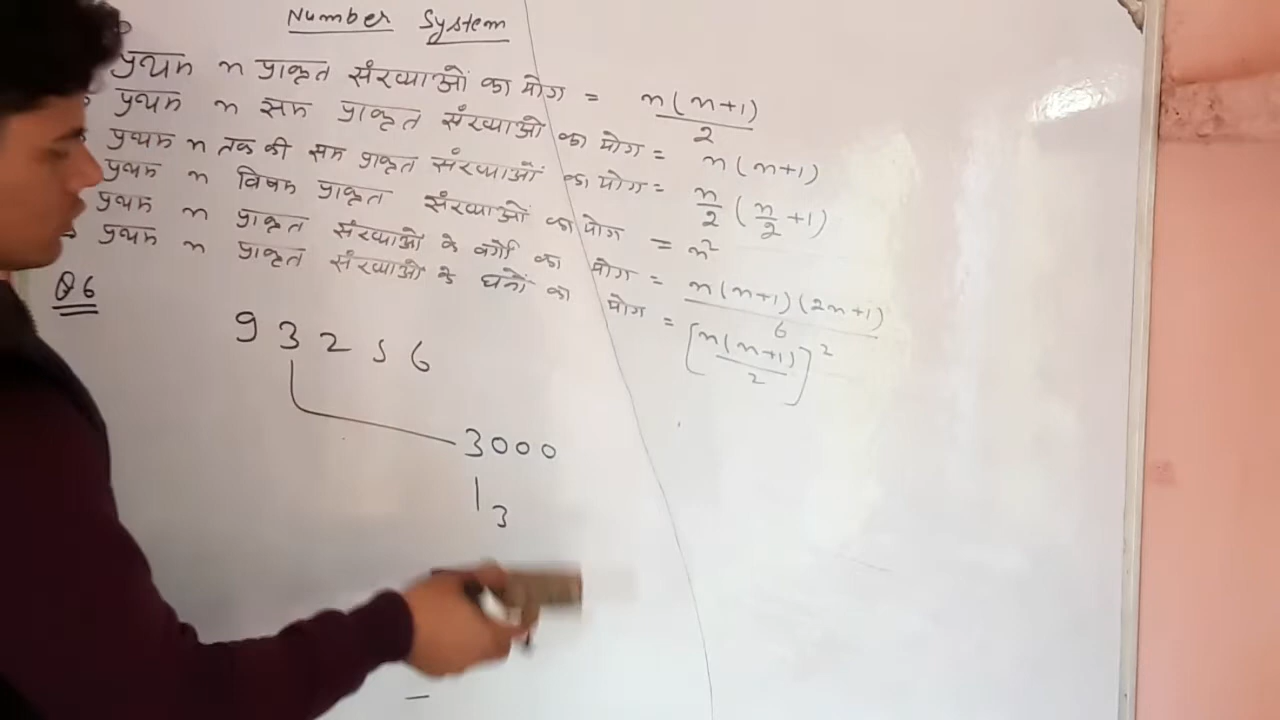 Number System
प्रथम n प्राकृत संख्याओं का योग = n(n+1)/2
प्रथम n सम प्राकृत संख्याओ का योग = n(n+1)
प्रथम n तक की सम प्राकृत संख्याओं का योग = n/2 (n/2 +1)
प्रथम n विषम प्राकृत संख्याओं का योग = n²
प्रथम n प्राकृत संख्याओ के वर्गो का योग = n(n+1)(2n+1)/6
प्रथम n प्राकृत संख्याओ के घनों का योग = [n(n+1)/2]²
Q6
9 3 2 5 6
3000
3